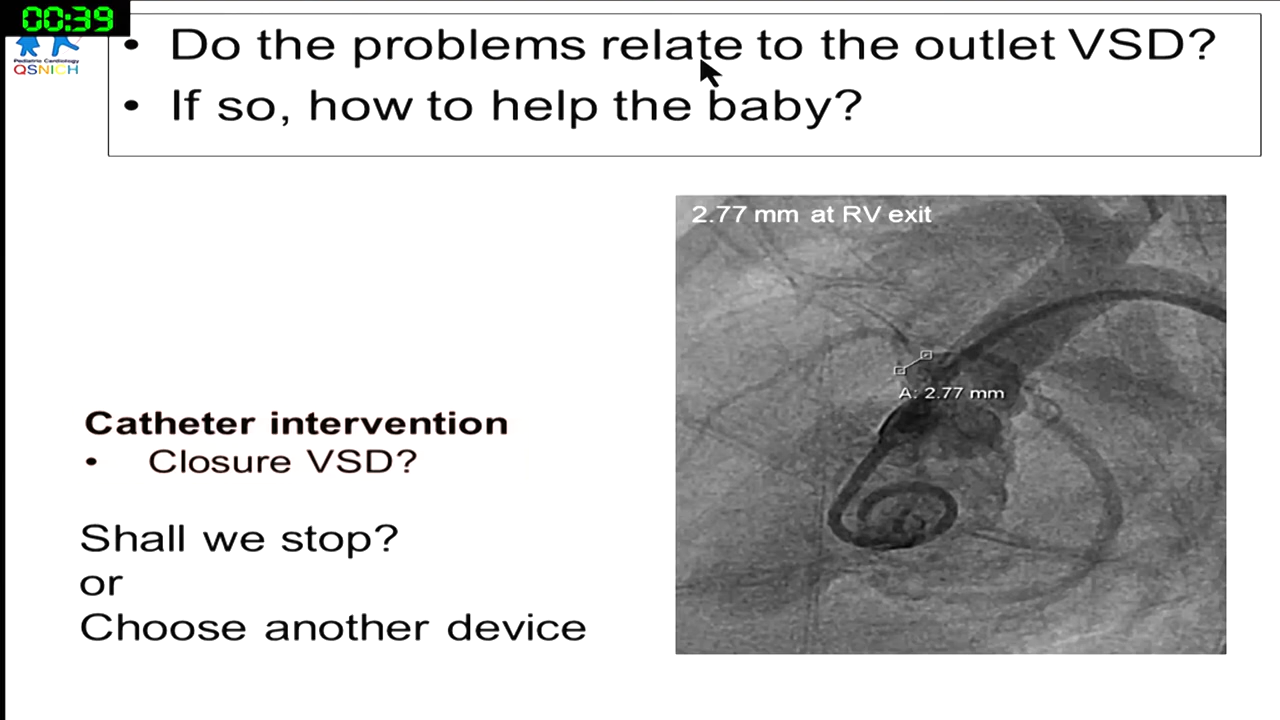 00:39
• Do the problems relate to the outlet VSD?
Pediatric Cardiology
QSNICH
• If so, how to help the baby?
2.77 mm at RV exit
A: 2.77 mm
Catheter intervention
• Closure VSD?
Shall we stop?
or
Choose another device